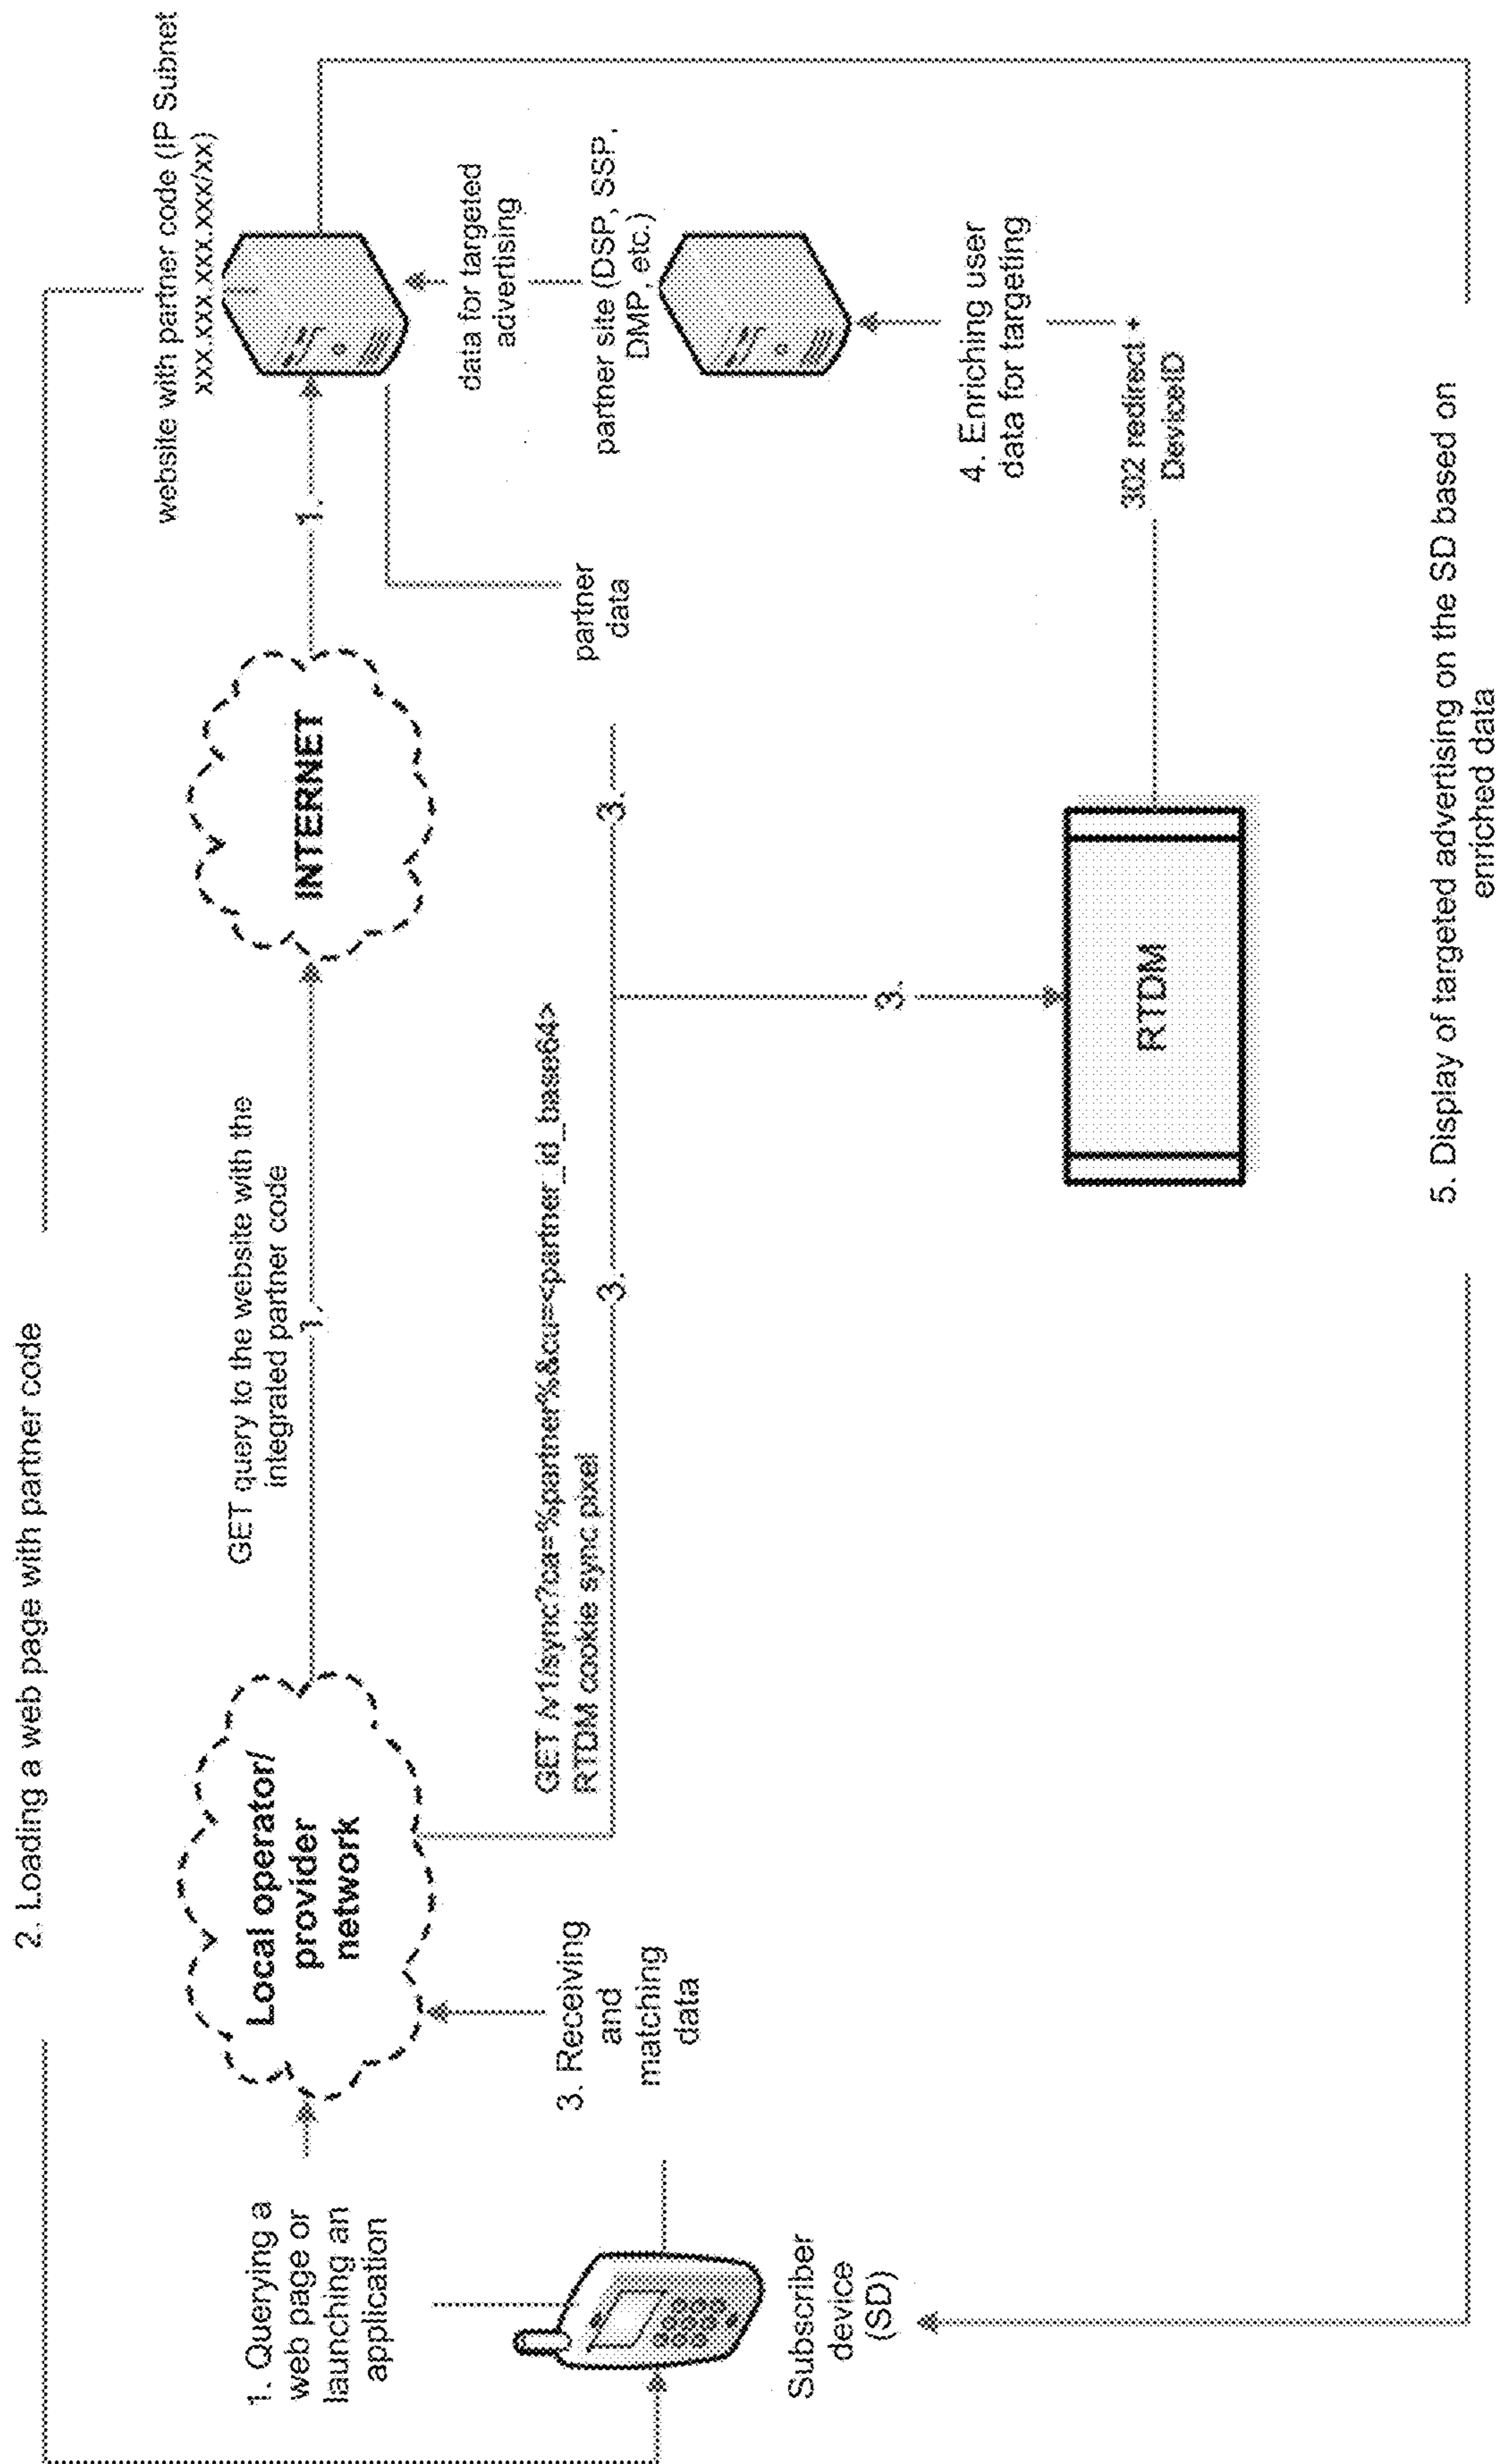 2. Loading a web page with partner code
1. Querying a
web page or
launching an
application
Local operator/
provider
network
GET query to the website with the
integrated partner code
1.
INTERNET
1.
website with partner code (IP Subnet
xxx.xxx.xxx.xxx/xx)
data for targeted
advertising
Subscriber
device
(SD)
3. Receiving
and
matching
data
GET /v1/sync?ca=%partner%&cu=<partner_id_base64>
RTDM cookie sync pixel
3.
3.
partner
data
partner site (DSP, SSP,
DMP, etc.)
3.
RTDM
4. Enriching user
data for targeting
302 redirect +
DeviceID
5. Display of targeted advertising on the SD based on
enriched data